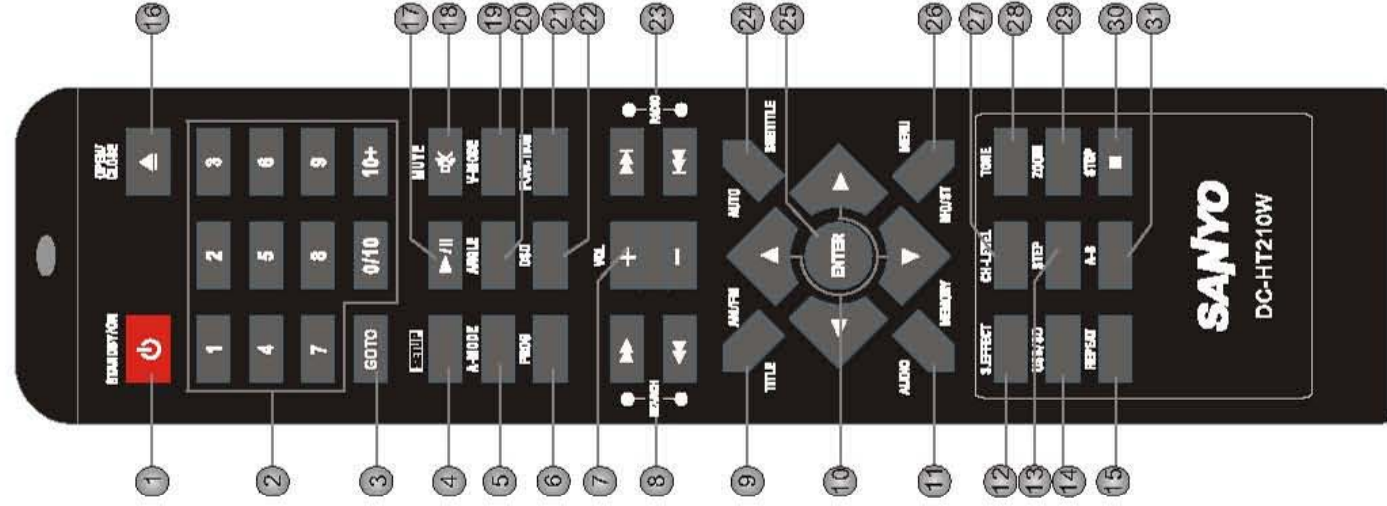 16 17 18 19 20 21 22 23 24 25 26 27 28 29 30 31
OPEN/
CLOSE
STANDBY/ON
1 2 3
4 5 6
7 8 9
GOTO 0/10 10+
SETUP MUTE
A-MODE ANGLE V-MODE
PROG OSD FUNCTION
VOL
+
−
SEARCH RADIO
AM/FM AUTO
TITLE SUBTITLE
ENTER
AUDIO MENU
MEMORY MO/ST
S.EFFECT CH-LEVEL TONE
STEP ZOOM
REPEAT A-B STOP
SANYO
DC-HT210W
1 2 3 4 5 6 7 8 9 10 11 12 13 14 15